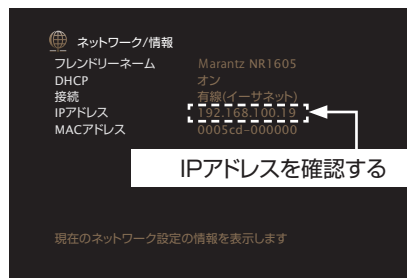 ネットワーク/情報
フレンドリーネーム Marantz NR1605
DHCP オン
接続 有線(イーサネット)
IPアドレス 192.168.100.19
MACアドレス 0005cd-000000
IPアドレスを確認する
現在のネットワーク設定の情報を表示します